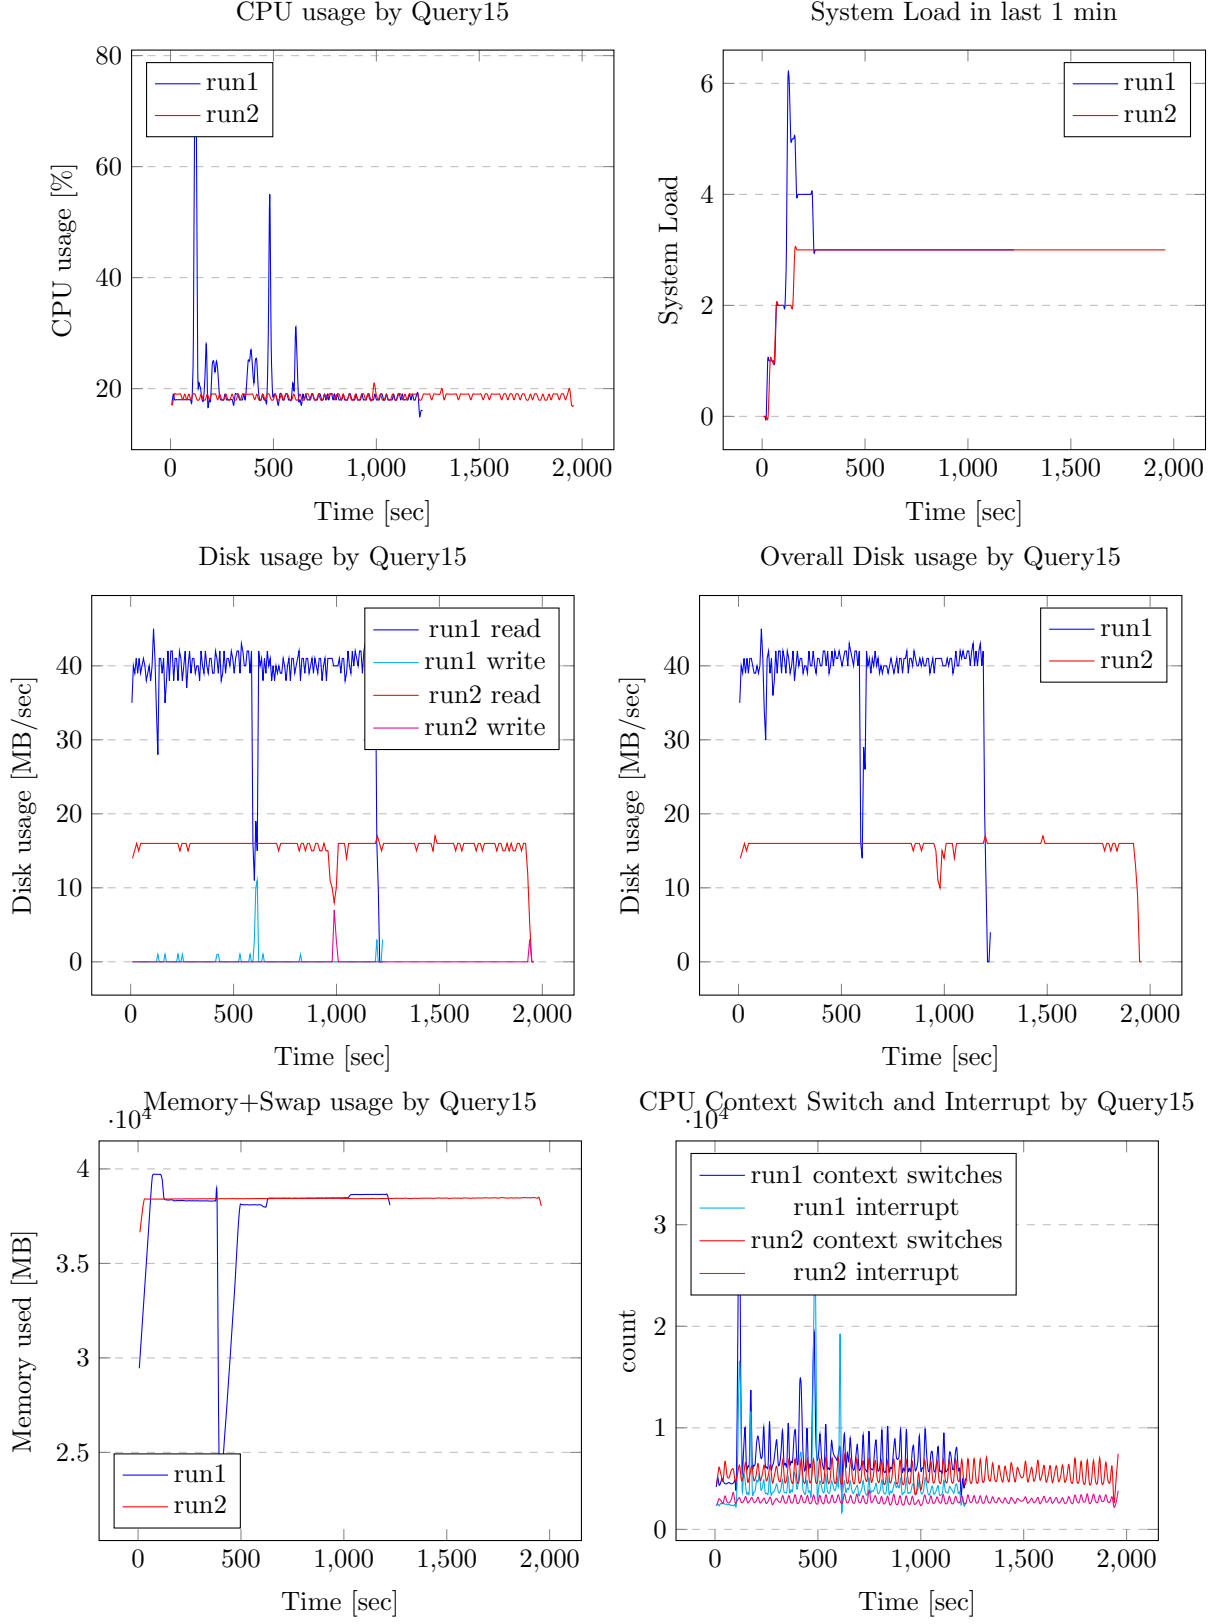 CPU usage by Query15
80
60
40
20
0
500
1,000
1,500
2,000
CPU usage [%]
Time [sec]
run1
run2
System Load in last 1 min
6
4
2
0
0
500
1,000
1,500
2,000
System Load
Time [sec]
run1
run2
Disk usage by Query15
40
30
20
10
0
0
500
1,000
1,500
2,000
Disk usage [MB/sec]
Time [sec]
run1 read
run1 write
run2 read
run2 write
Overall Disk usage by Query15
40
30
20
10
0
0
500
1,000
1,500
2,000
Disk usage [MB/sec]
Time [sec]
run1
run2
Memory+Swap usage by Query15
·10⁴
4
3.5
3
2.5
0
500
1,000
1,500
2,000
Memory used [MB]
Time [sec]
run1
run2
CPU Context Switch and Interrupt by Query15
·10⁴
3
2
1
0
0
500
1,000
1,500
2,000
count
Time [sec]
run1 context switches
run1 interrupt
run2 context switches
run2 interrupt